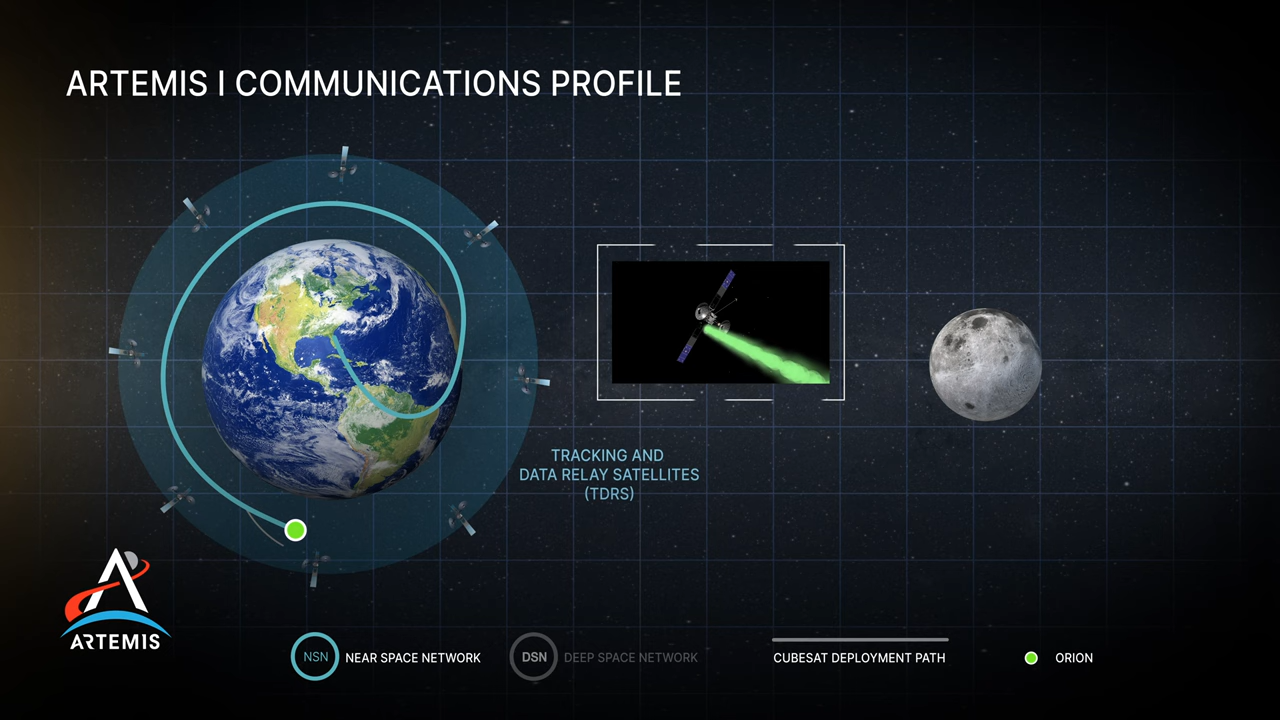 ARTEMIS I COMMUNICATIONS PROFILE
TRACKING AND
DATA RELAY SATELLITES
(TDRS)
ARTEMIS
NSN NEAR SPACE NETWORK
DSN DEEP SPACE NETWORK
CUBESAT DEPLOYMENT PATH
ORION